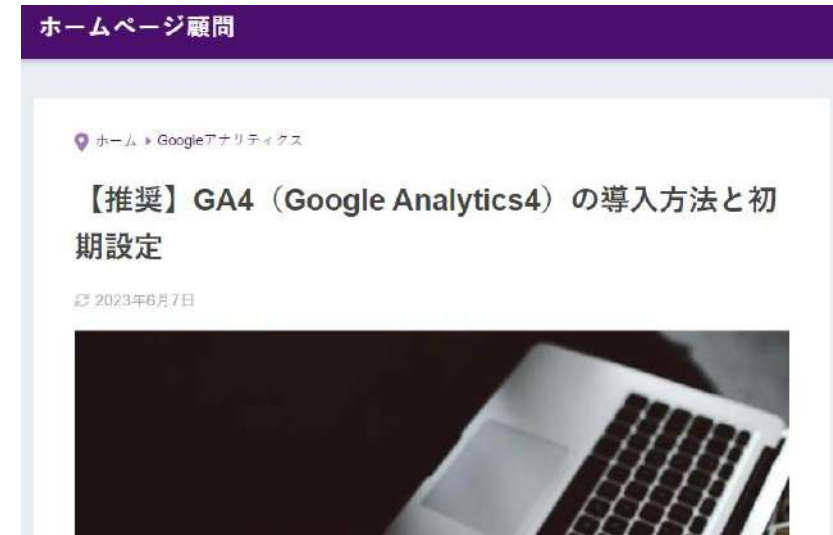 ホームページ顧問
ホーム Googleアナリティクス
【推奨】GA4（Google Analytics4）の導入方法と初
期設定
2023年6月7日